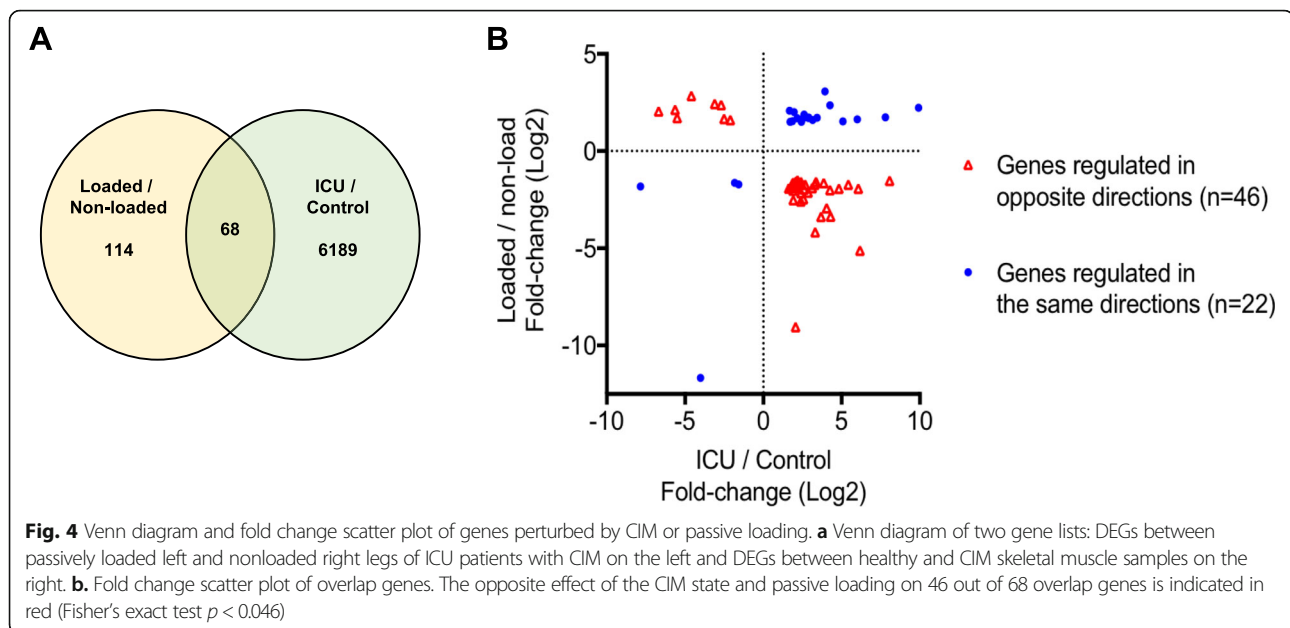 A
Loaded /
Non-loaded
114
68
ICU /
Control
6189
B
Loaded / non-load
Fold-change (Log2)
5
0
-5
-10
-10
-5
0
5
10
ICU / Control
Fold-change (Log2)
Genes regulated in
opposite directions (n=46)
Genes regulated in
the same directions (n=22)
Fig. 4 Venn diagram and fold change scatter plot of genes perturbed by CIM or passive loading. a Venn diagram of two gene lists: DEGs between
passively loaded left and nonloaded right legs of ICU patients with CIM on the left and DEGs between healthy and CIM skeletal muscle samples on the
right. b. Fold change scatter plot of overlap genes. The opposite effect of the CIM state and passive loading on 46 out of 68 overlap genes is indicated in
red (Fisher's exact test p < 0.046)